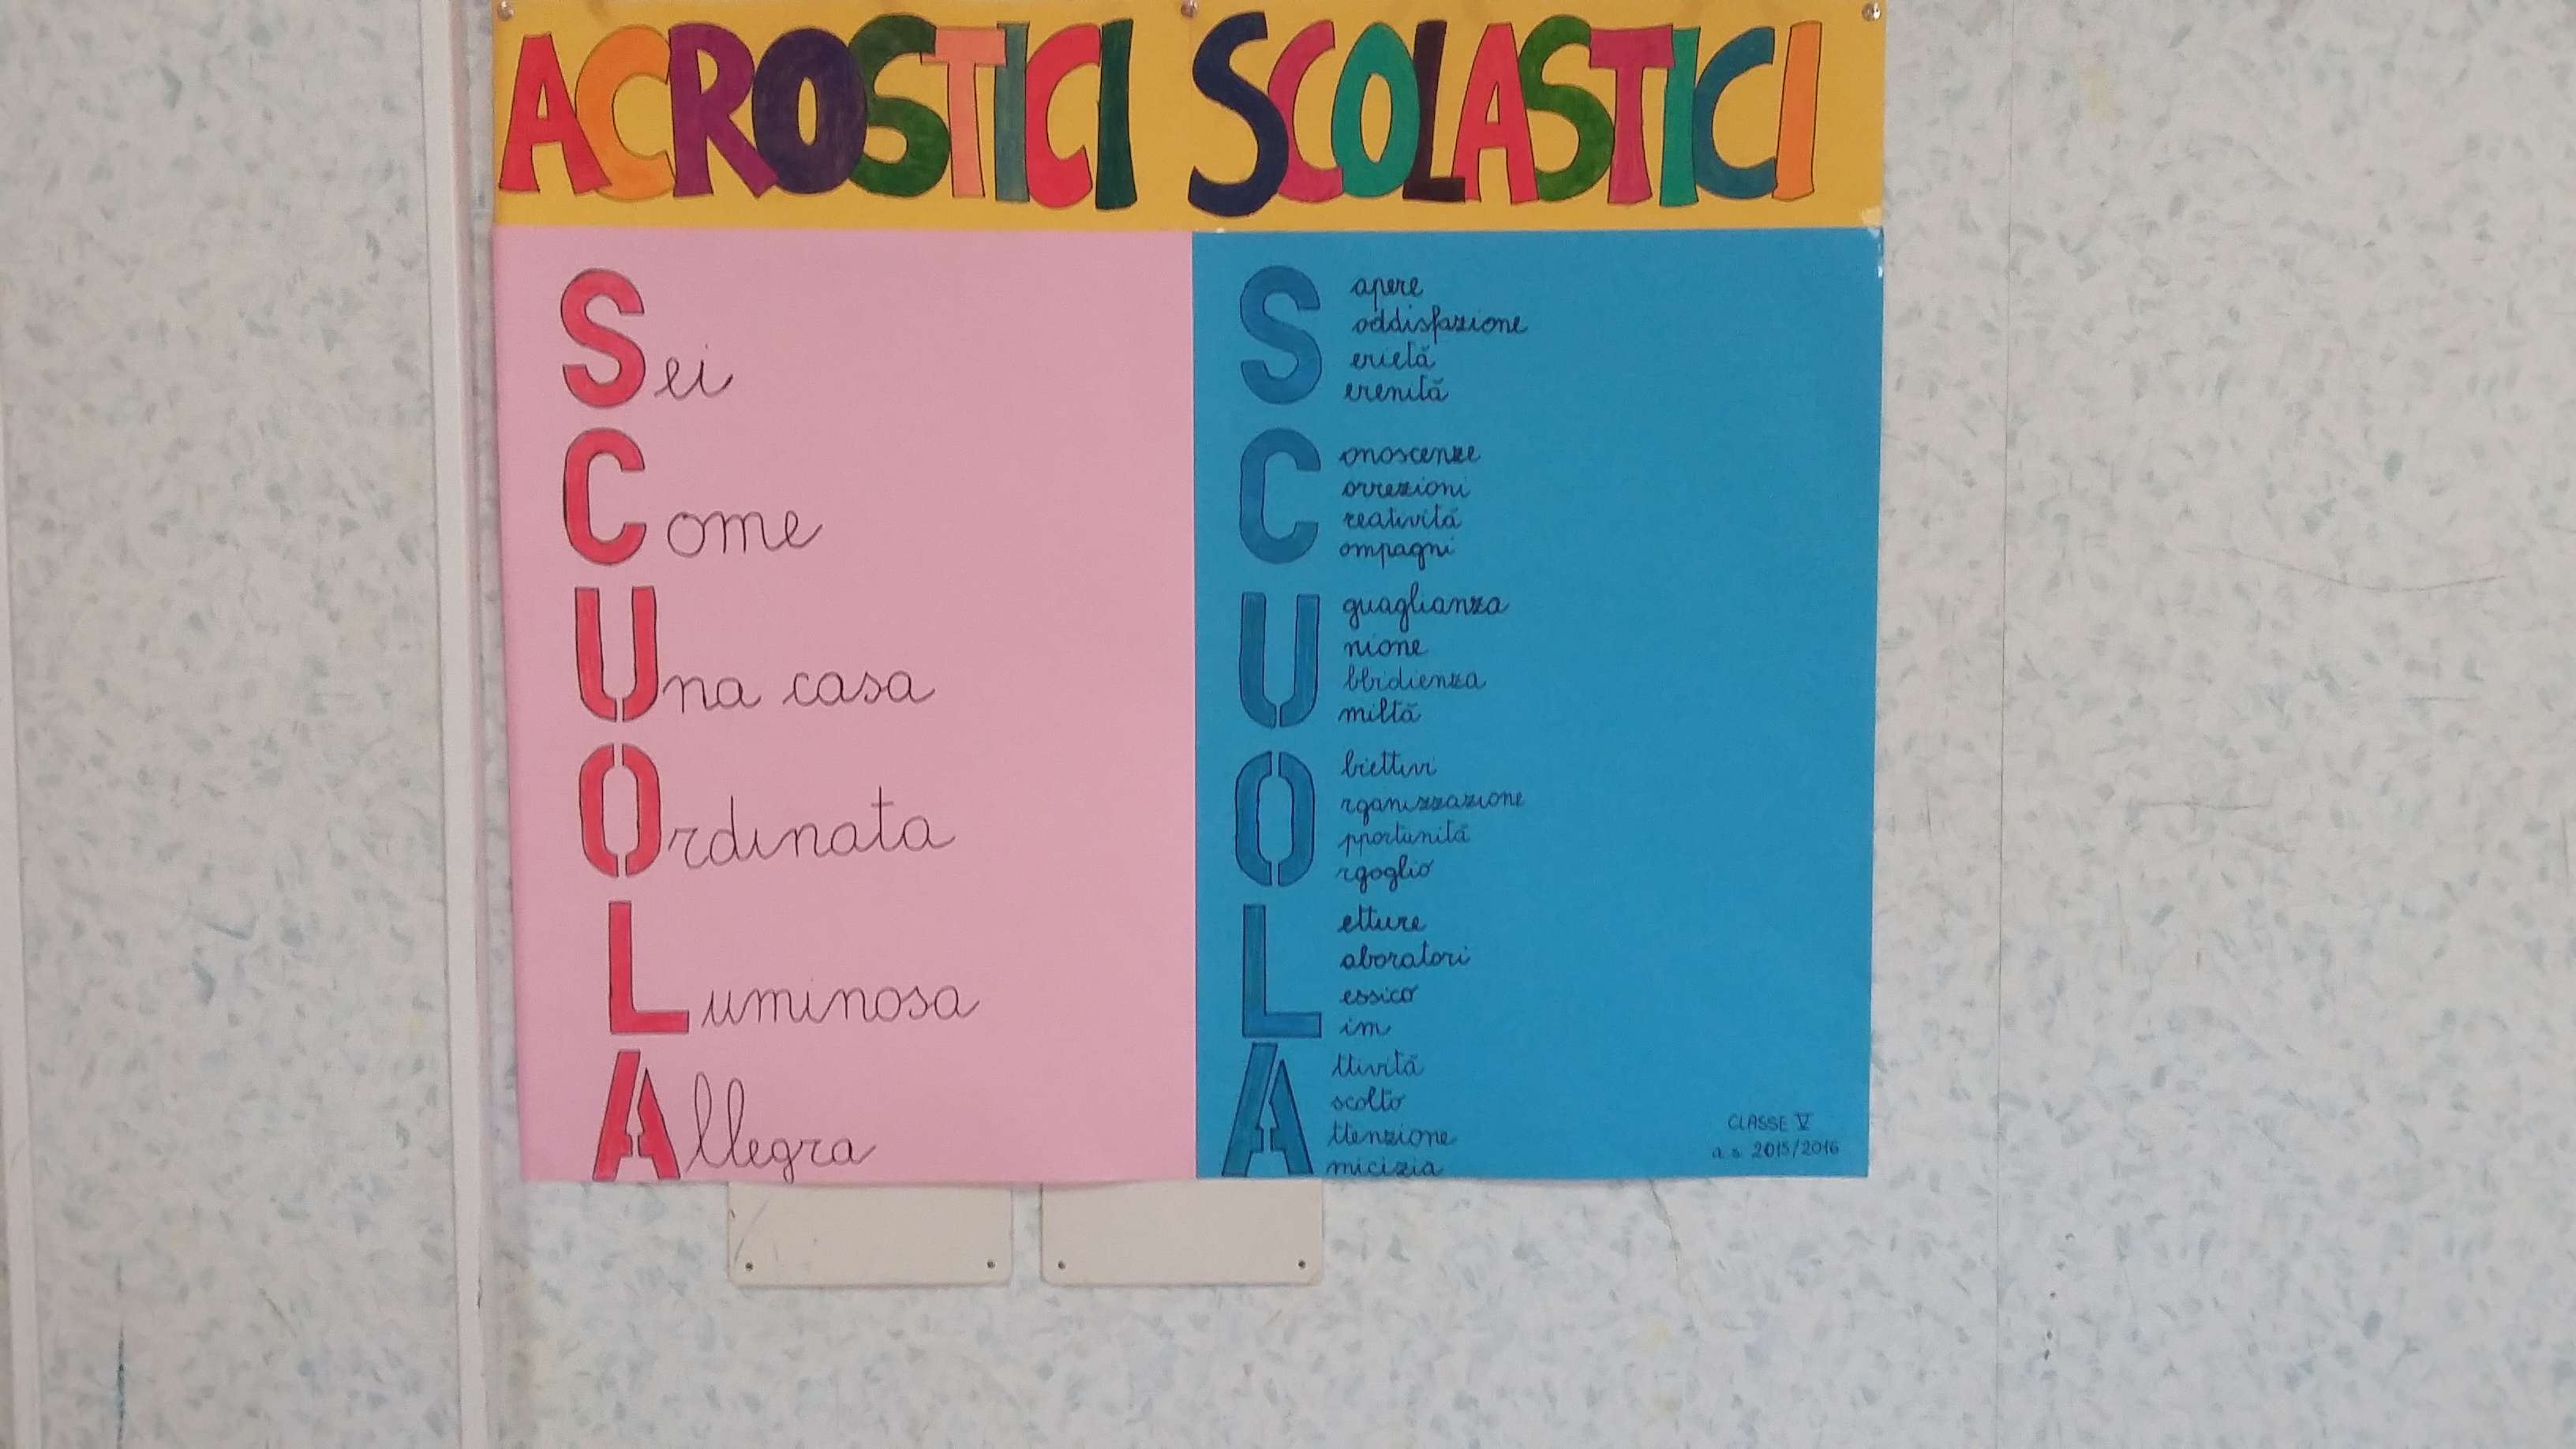 ACROSTICI SCOLASTICI
Sei
Come
Una casa
Ordinata
Luminosa
Allegra
S apere
oddisfazione
erietà
erenità
C onoscenze
orrezioni
reatività
ompagni
U guaglianza
nione
bbidienza
miltà
O biettivi
rganizzazione
pportunità
rgoglio
L etture
aboratori
essico
im
A ttività
scolto
ttenzione
micizia
CLASSE V
a.s. 2015/2016